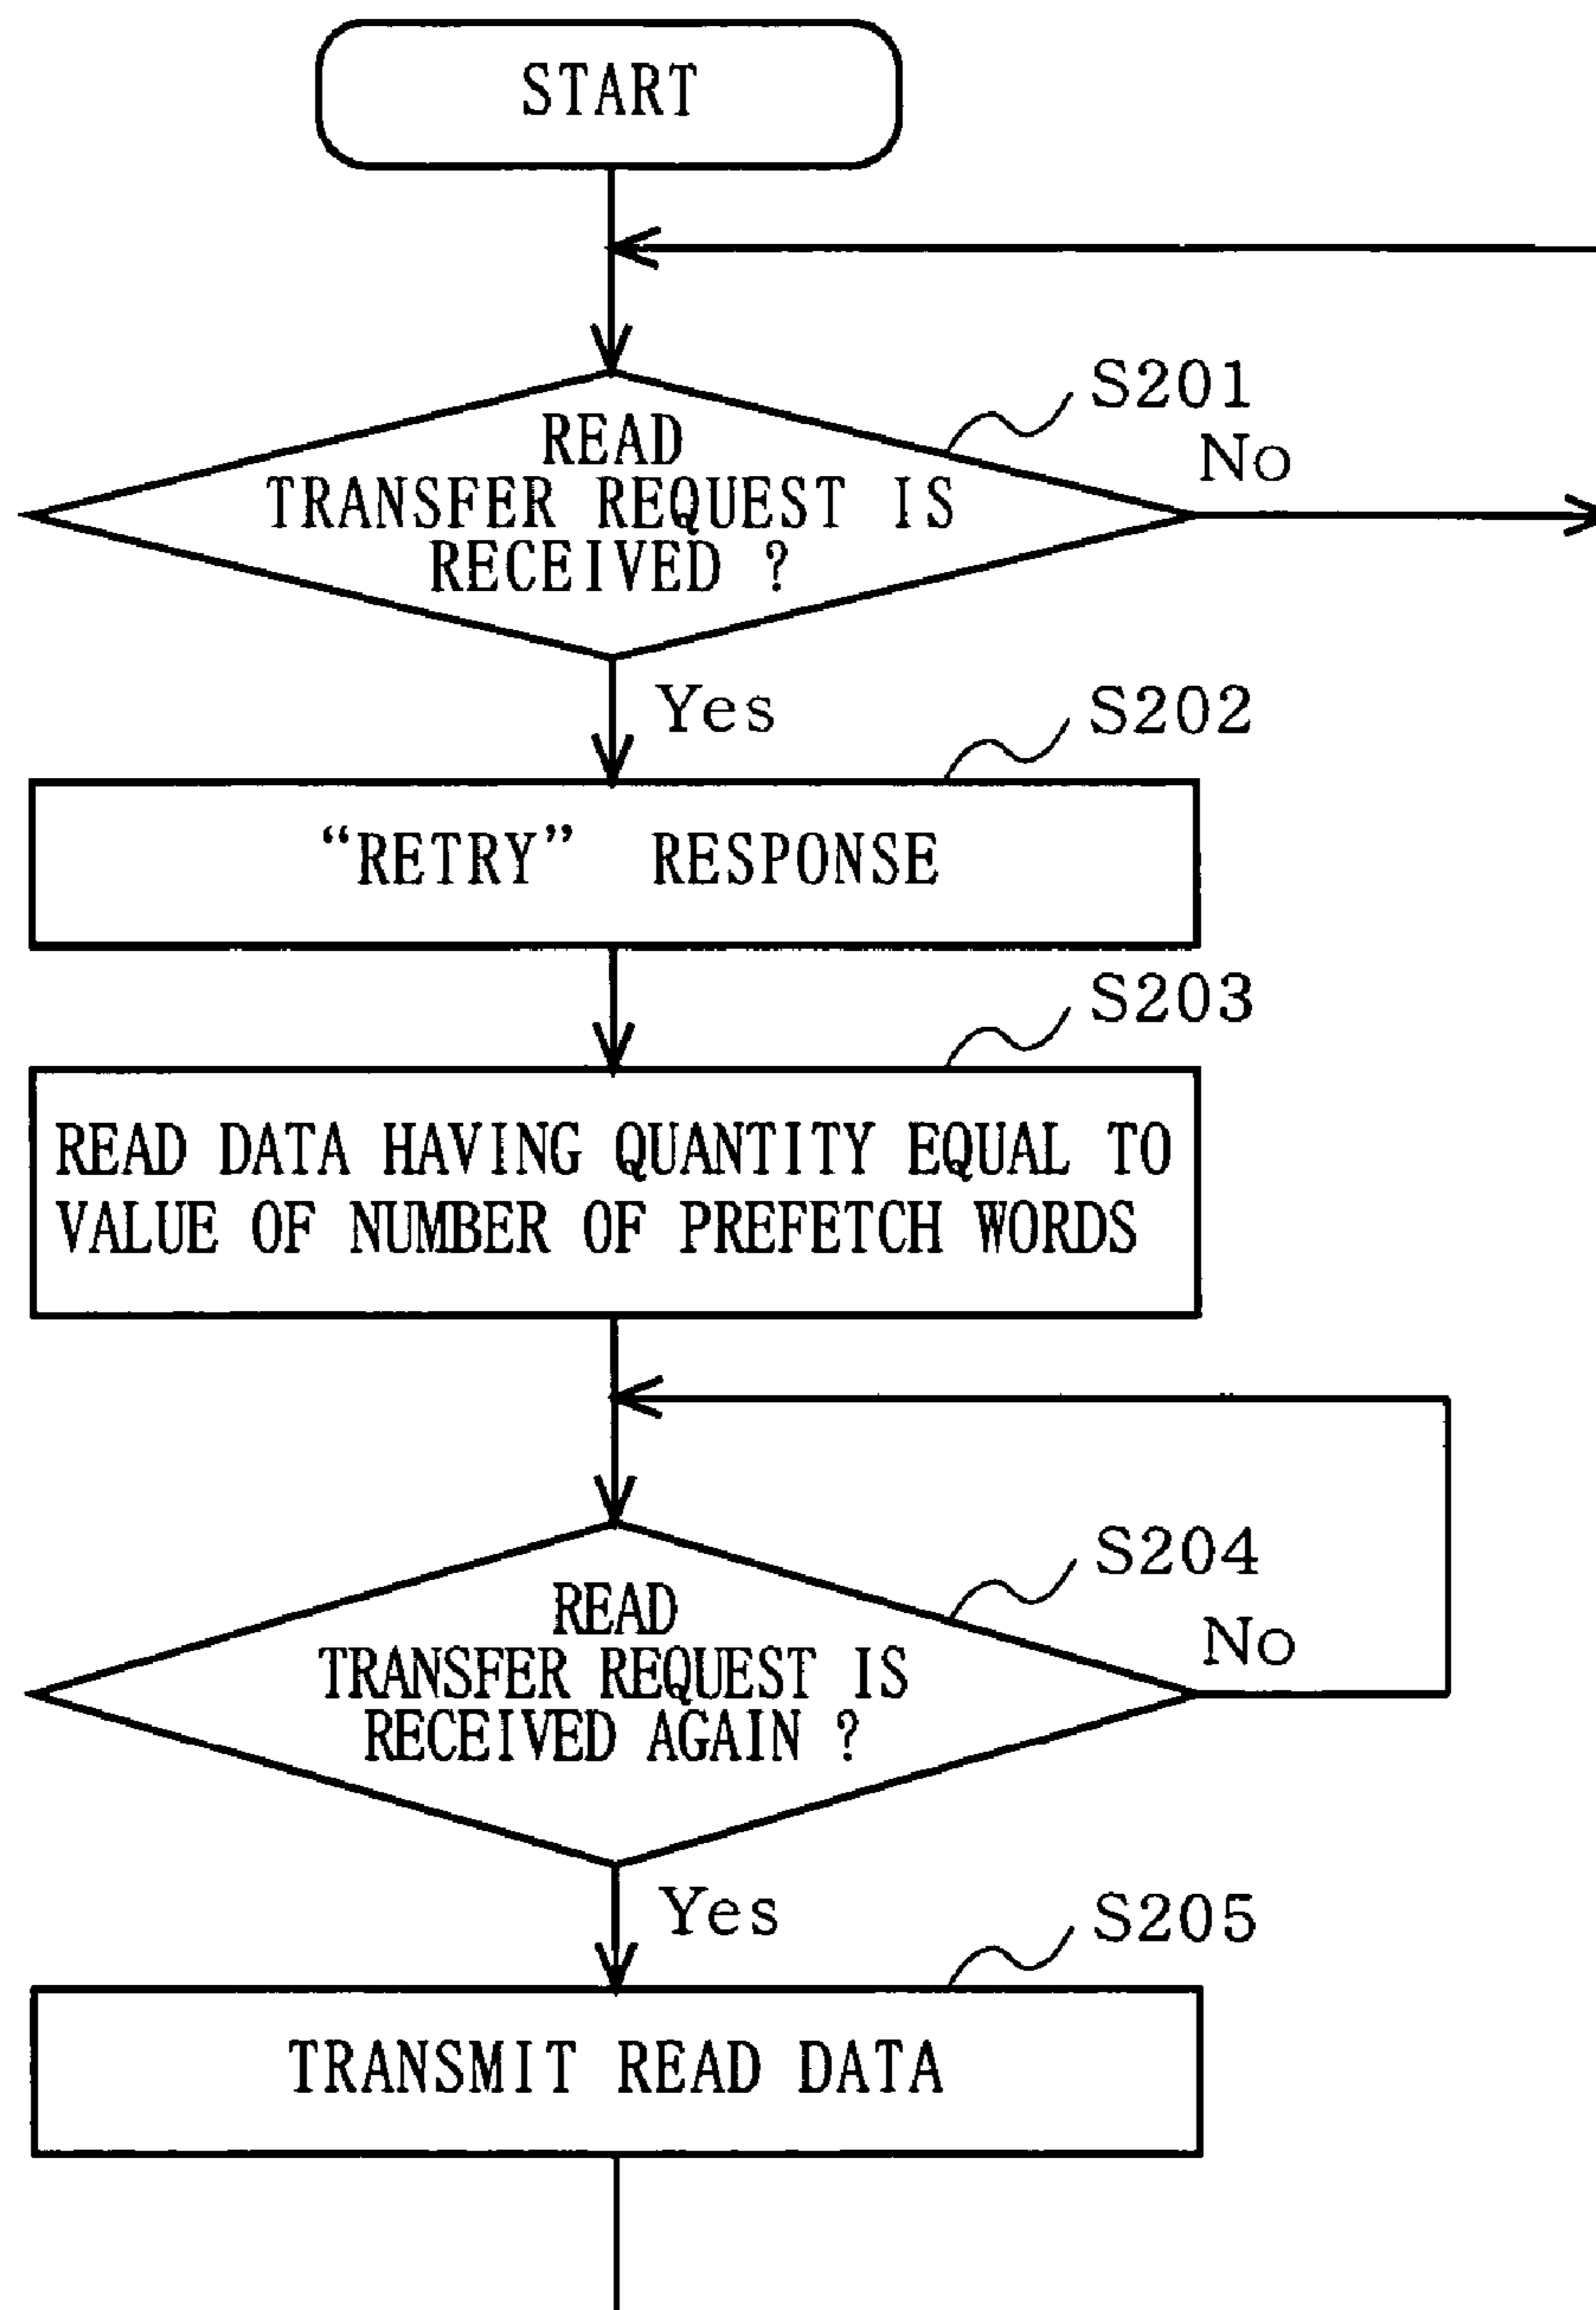 START
S201
READ
TRANSFER REQUEST IS
RECEIVED ?
No
Yes
S202
“RETRY” RESPONSE
S203
READ DATA HAVING QUANTITY EQUAL TO
VALUE OF NUMBER OF PREFETCH WORDS
S204
READ
TRANSFER REQUEST IS
RECEIVED AGAIN ?
No
Yes
S205
TRANSMIT READ DATA